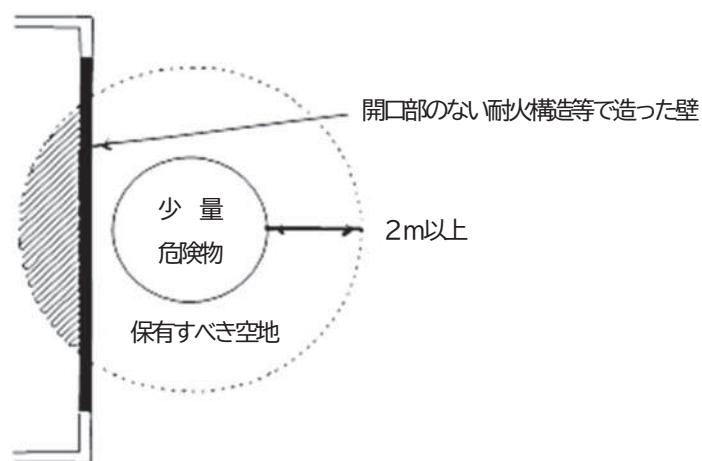 開口部のない耐火構造等で造った壁
少　量
危険物
2m以上
保有すべき空地